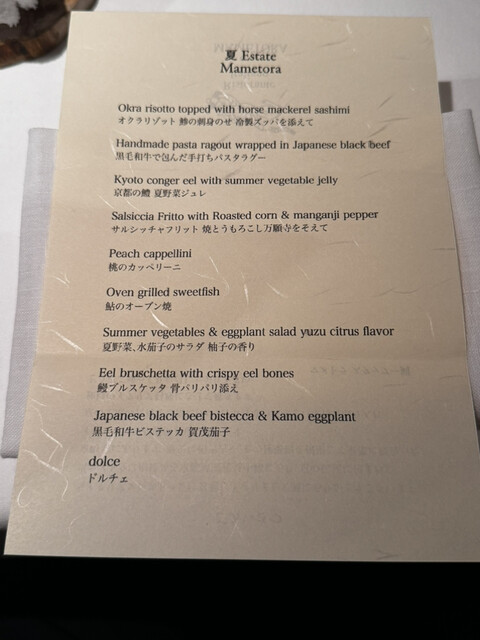 夏 Estate
Mametora
Okra risotto topped with horse mackerel sashimi
オクラリゾット 鯵の刺身のせ 冷製ズッパを添えて
Handmade pasta ragout wrapped in Japanese black beef
黒毛和牛で包んだ手打ちパスタラグー
Kyoto conger eel with summer vegetable jelly
京都の鱧 夏野菜ジュレ
Salsiccia Fritto with Roasted corn & manganji pepper
サルシッチャフリット 焼とうもろこし万願寺をそえて
Peach cappellini
桃のカッペリーニ
Oven grilled sweetfish
鮎のオーブン焼
Summer vegetables & eggplant salad yuzu citrus flavor
夏野菜、水茄子のサラダ 柚子の香り
Eel bruschetta with crispy eel bones
鰻ブルスケッタ 骨パリパリ添え
Japanese black beef bistecca & Kamo eggplant
黒毛和牛ビステッカ 賀茂茄子
dolce
ドルチェ